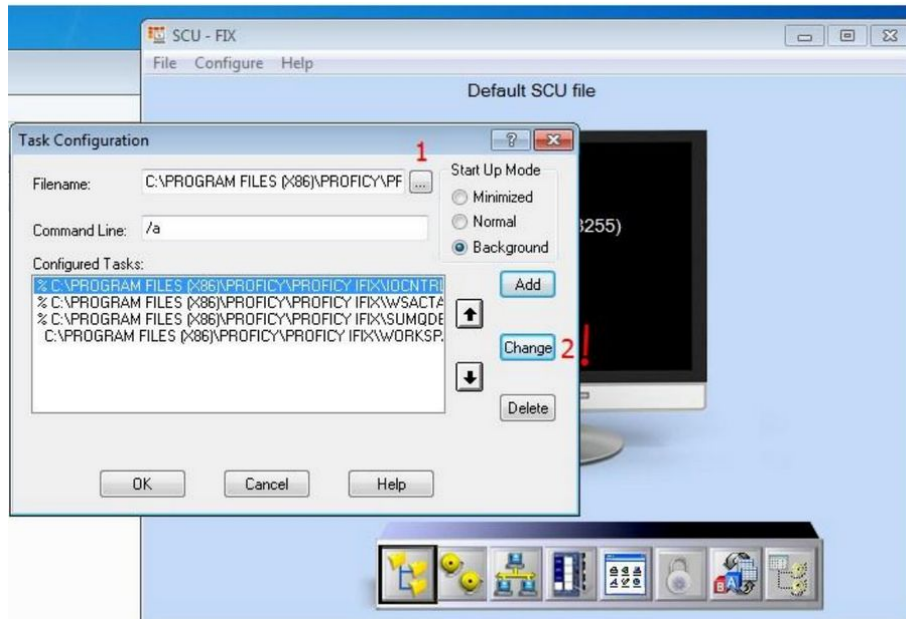 SCU - FIX
File Configure Help
Default SCU file
Task Configuration
1
Filename:
C:\PROGRAM FILES (X86)\PROFICY\PF
...
Start Up Mode
Minimized
Normal
Background
3255)
Command Line:
/a
Configured Tasks:
% C:\PROGRAM FILES (X86)\PROFICY\PROFICY IFIX\IOCNTRL
% C:\PROGRAM FILES (X86)\PROFICY\PROFICY IFIX\WSACTA
% C:\PROGRAM FILES (X86)\PROFICY\PROFICY IFIX\SUMQDE
C:\PROGRAM FILES (X86)\PROFICY\PROFICY IFIX\WORKSP
Add
Change
2
!
Delete
OK
Cancel
Help